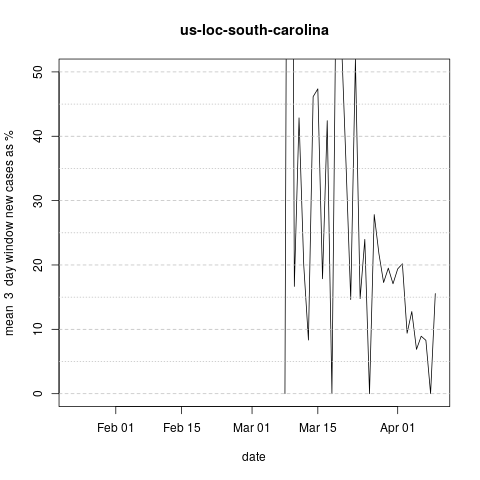 us-loc-south-carolina
mean 3 day window new cases as %
50
40
30
20
10
0
Feb 01 Feb 15 Mar 01 Mar 15 Apr 01
date